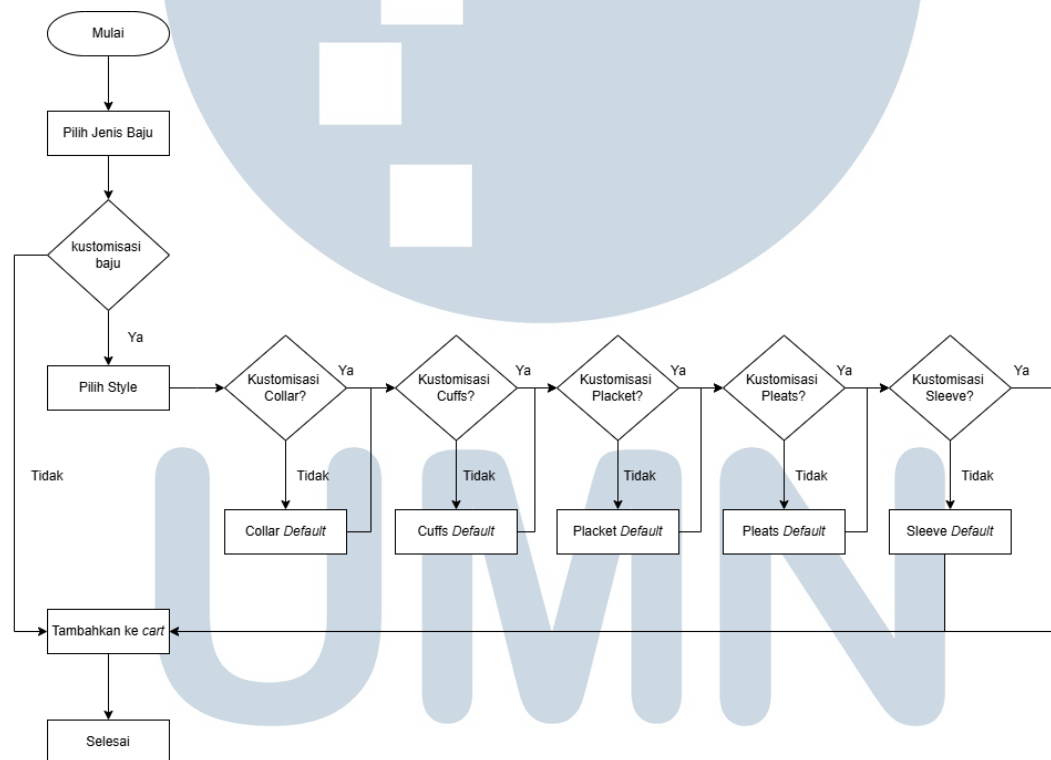 Mulai
Pilih Jenis Baju
kustomisasi
baju
Ya
Pilih Style
Kustomisasi
Collar?
Ya
Kustomisasi
Cuffs?
Ya
Kustomisasi
Placket?
Ya
Kustomisasi
Pleats?
Ya
Kustomisasi
Sleeve?
Ya
Tidak
Tidak
Tidak
Tidak
Tidak
Tidak
Collar Default
Cuffs Default
Placket Default
Pleats Default
Sleeve Default
Tambahkan ke cart
Selesai
UMN